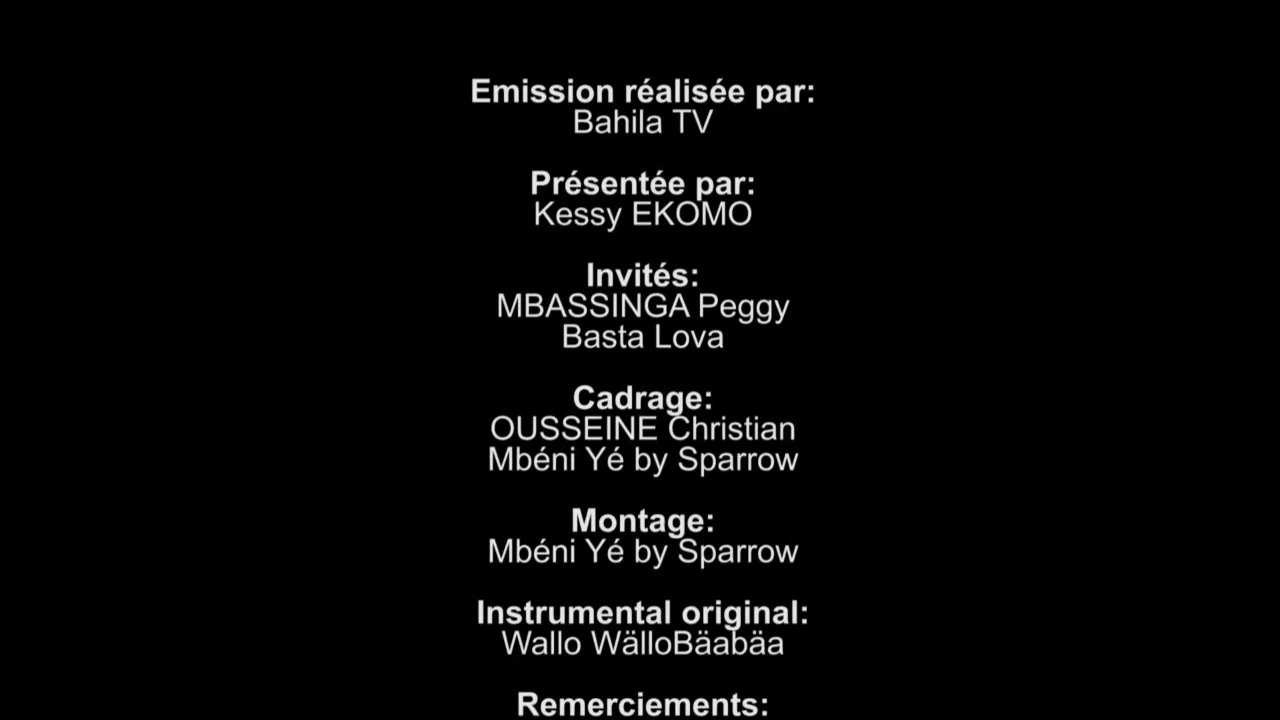 Emission réalisée par:
Bahila TV
Présentée par:
Kessy EKOMO
Invités:
MBASSINGA Peggy
Basta Lova
Cadrage:
OUSSEINE Christian
Mbéni Yé by Sparrow
Montage:
Mbéni Yé by Sparrow
Instrumental original:
Wallo WälloBäabäa
Remerciements: